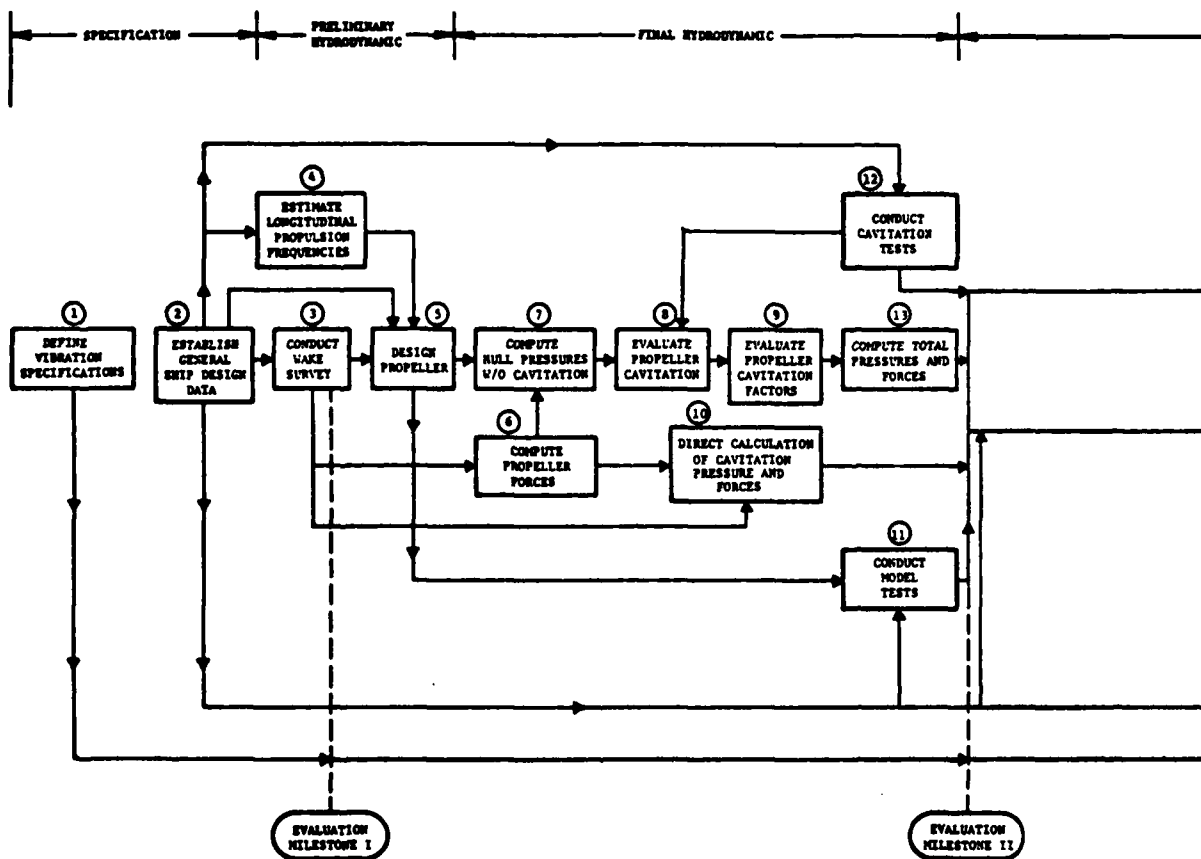 SPECIFICATION
PRELIMINARY
HYDRODYNAMIC
FINAL HYDRODYNAMIC
4
ESTIMATE
LONGITUDINAL
PROPULSION
FREQUENCIES
12
CONDUCT
CAVITATION
TESTS
1
DEFINE
VIBRATION
SPECIFICATIONS
2
ESTABLISH
GENERAL
SHIP DESIGN
DATA
3
CONDUCT
WAKE
SURVEY
5
DESIGN
PROPELLER
7
COMPUTE
HULL PRESSURES
W/O CAVITATION
8
EVALUATE
PROPELLER
CAVITATION
9
EVALUATE
PROPELLER
CAVITATION
FACTORS
13
COMPUTE TOTAL
PRESSURES AND
FORCES
6
COMPUTE
PROPELLER
FORCES
10
DIRECT CALCULATION
OF CAVITATION
PRESSURE AND
FORCES
11
CONDUCT
MODEL
TESTS
EVALUATION
MILESTONE I
EVALUATION
MILESTONE II